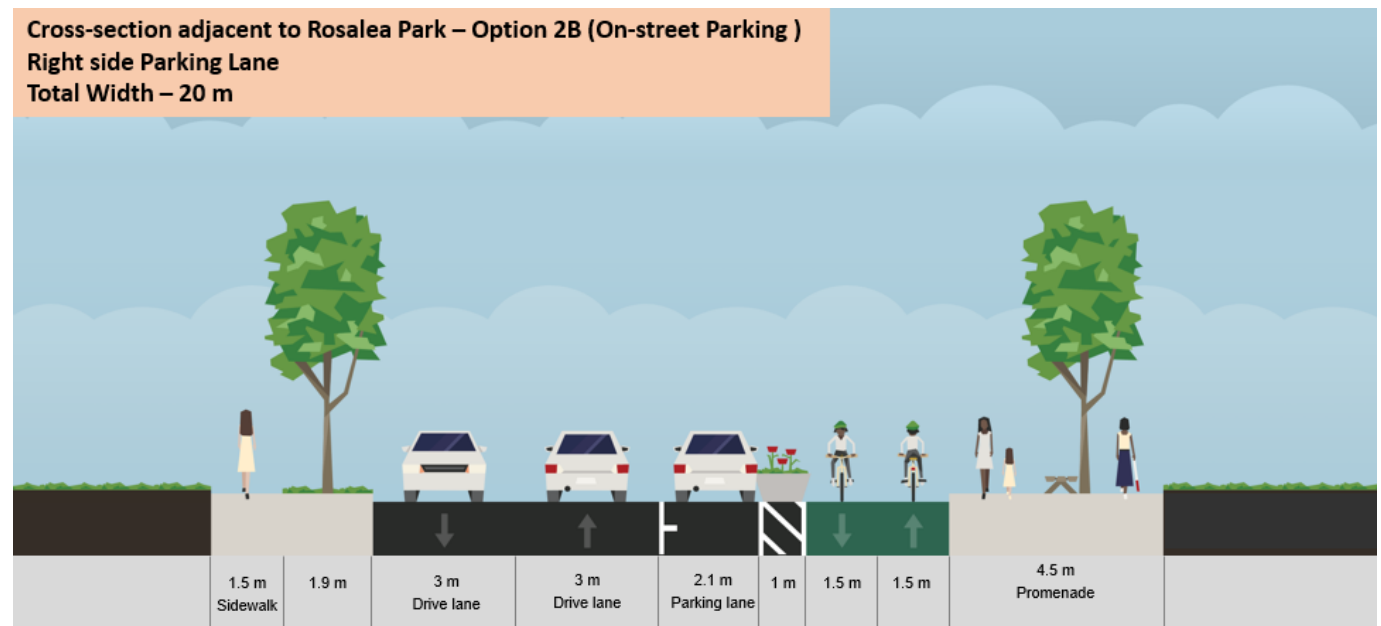 Cross-section adjacent to Rosalea Park – Option 2B (On-street Parking )
Right side Parking Lane
Total Width – 20 m
1.5 m
Sidewalk
1.9 m
3 m
Drive lane
3 m
Drive lane
2.1 m
Parking lane
1 m
1.5 m
1.5 m
4.5 m
Promenade